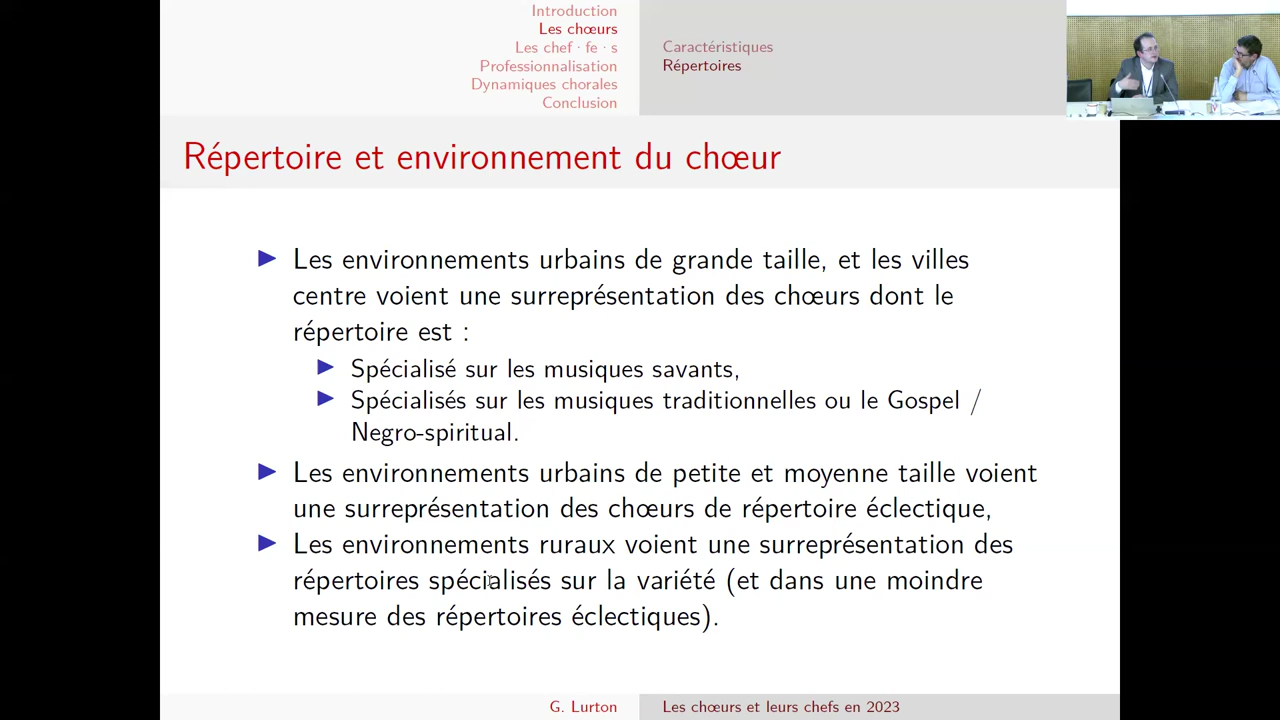 Introduction
Les chœurs
Les chef · fe · s
Professionnalisation
Dynamiques chorales
Conclusion
Caractéristiques
Répertoires
Répertoire et environnement du chœur
Les environnements urbains de grande taille, et les villes
centre voient une surreprésentation des chœurs dont le
répertoire est :
Spécialisé sur les musiques savants,
Spécialisés sur les musiques traditionnelles ou le Gospel /
Negro-spiritual.
Les environnements urbains de petite et moyenne taille voient
une surreprésentation des chœurs de répertoire éclectique,
Les environnements ruraux voient une surreprésentation des
répertoires spécialisés sur la variété (et dans une moindre
mesure des répertoires éclectiques).
G. Lurton
Les chœurs et leurs chefs en 2023